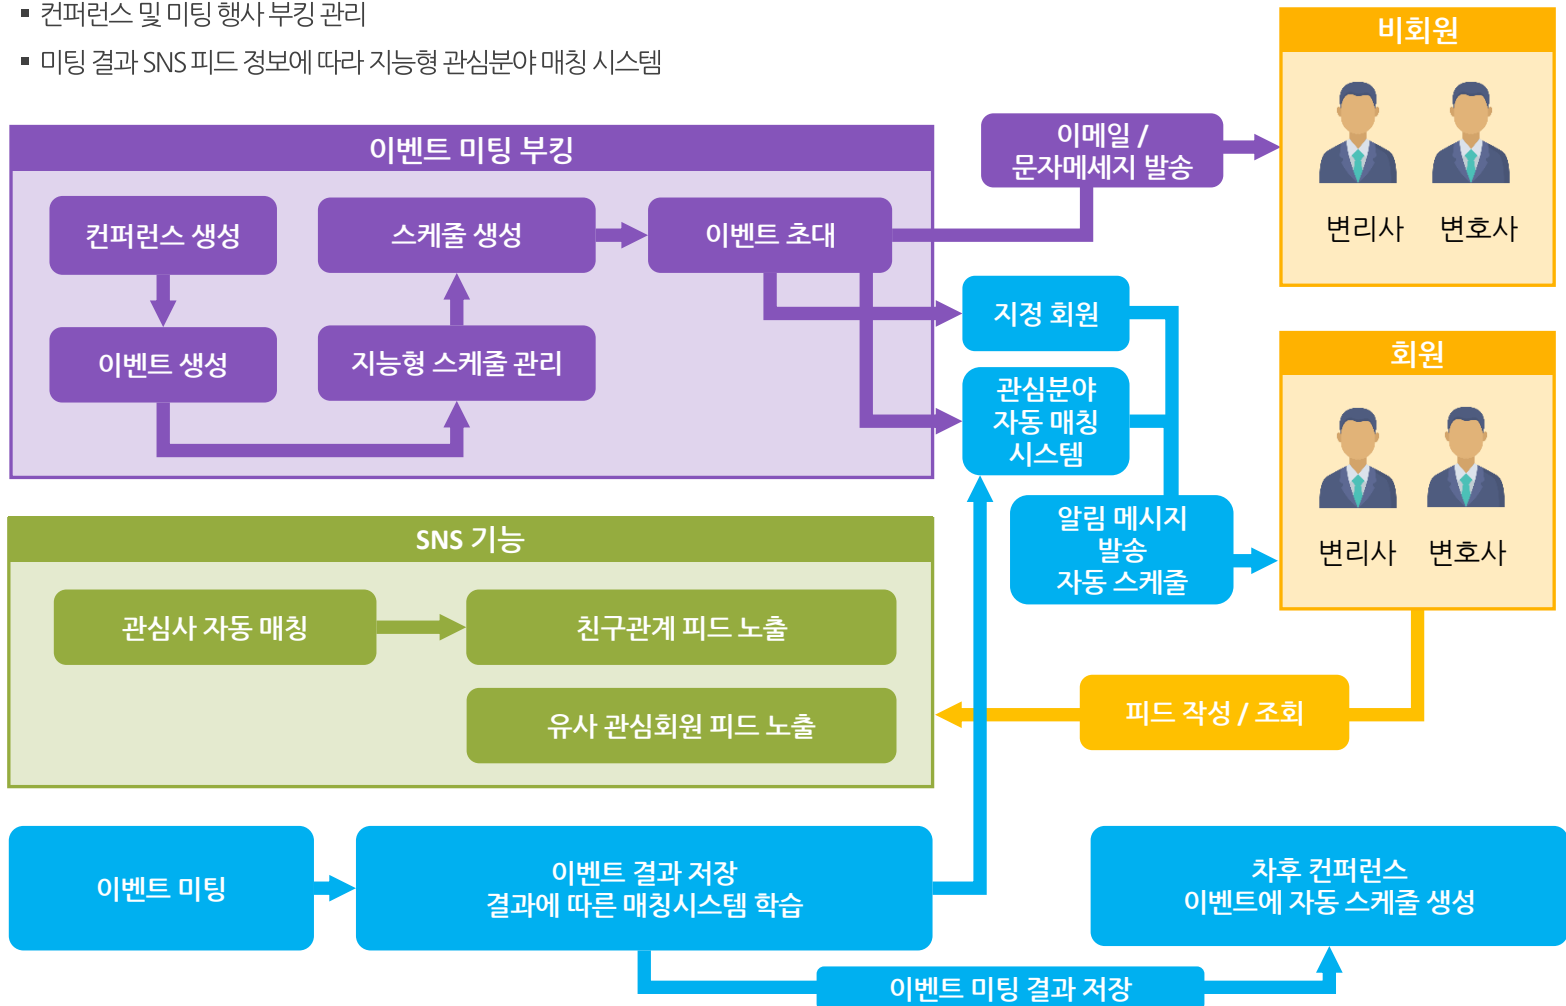 ▪ 컨퍼런스 및 미팅 행사 부킹 관리
▪ 미팅 결과 SNS 피드 정보에 따라 지능형 관심분야 매칭 시스템
이벤트 미팅 부킹
컨퍼런스 생성
이벤트 생성
스케줄 생성
지능형 스케줄 관리
이벤트 초대
이메일 /
문자메세지 발송
비회원
변리사
변호사
지정 회원
관심분야
자동 매칭
시스템
알림 메시지
발송
자동 스케줄
회원
변리사
변호사
SNS 기능
관심사 자동 매칭
친구관계 피드 노출
유사 관심회원 피드 노출
피드 작성 / 조회
이벤트 미팅
이벤트 결과 저장
결과에 따른 매칭시스템 학습
차후 컨퍼런스
이벤트에 자동 스케줄 생성
이벤트 미팅 결과 저장